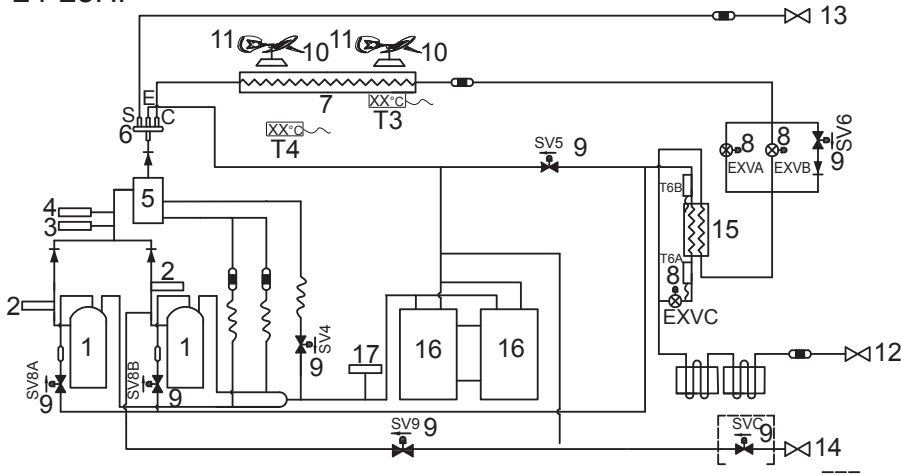 13
11 10 11 10
7
XX°C
T3
XX°C
T4
S E C
6
SV5 9
8 8 SV6
EXVA EXVB 9
5
T6B
4
3
15
2
T6A
8
EXVC
2
1 1
SV4
9
17
16 16
12
SV8A
9
SV8B
9
SV9 9
SVC 9
14